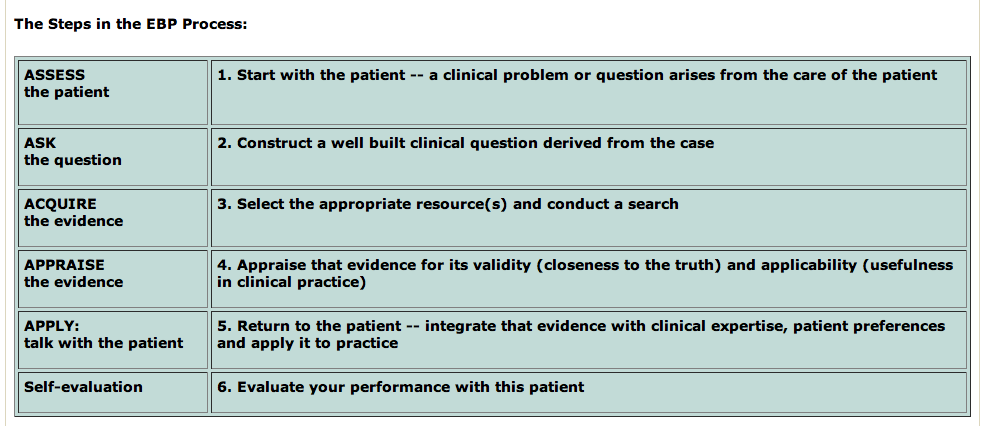 The Steps in the EBP Process:
ASSESS
the patient
1. Start with the patient -- a clinical problem or question arises from the care of the patient
ASK
the question
2. Construct a well built clinical question derived from the case
ACQUIRE
the evidence
3. Select the appropriate resource(s) and conduct a search
APPRAISE
the evidence
4. Appraise that evidence for its validity (closeness to the truth) and applicability (usefulness
in clinical practice)
APPLY:
talk with the patient
5. Return to the patient -- integrate that evidence with clinical expertise, patient preferences
and apply it to practice
Self-evaluation
6. Evaluate your performance with this patient